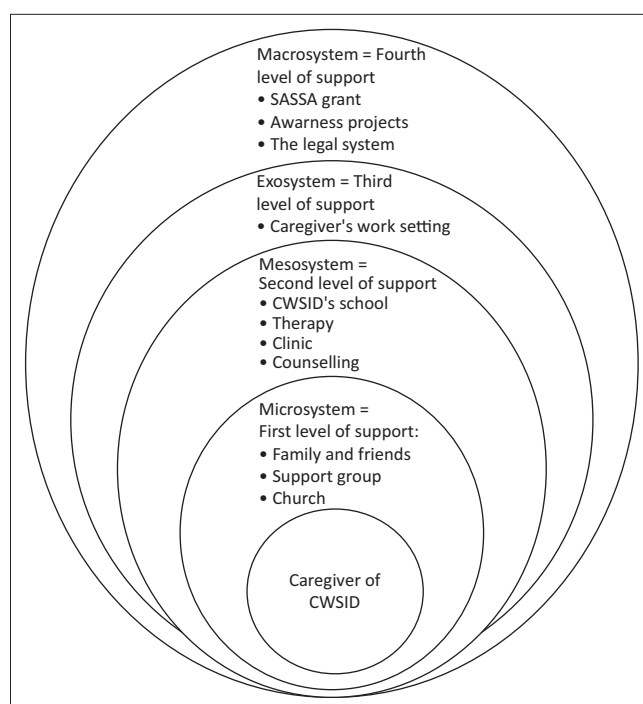 Macrosystem = Fourth
level of support
• SASSA grant
• Awarness projects
• The legal system
Exosystem = Third
level of support
• Caregiver's work setting
Mesosystem =
Second level of support
• CWSID's school
• Therapy
• Clinic
• Counselling
Microsystem =
First level of support:
• Family and friends
• Support group
• Church
Caregiver of
CWSID